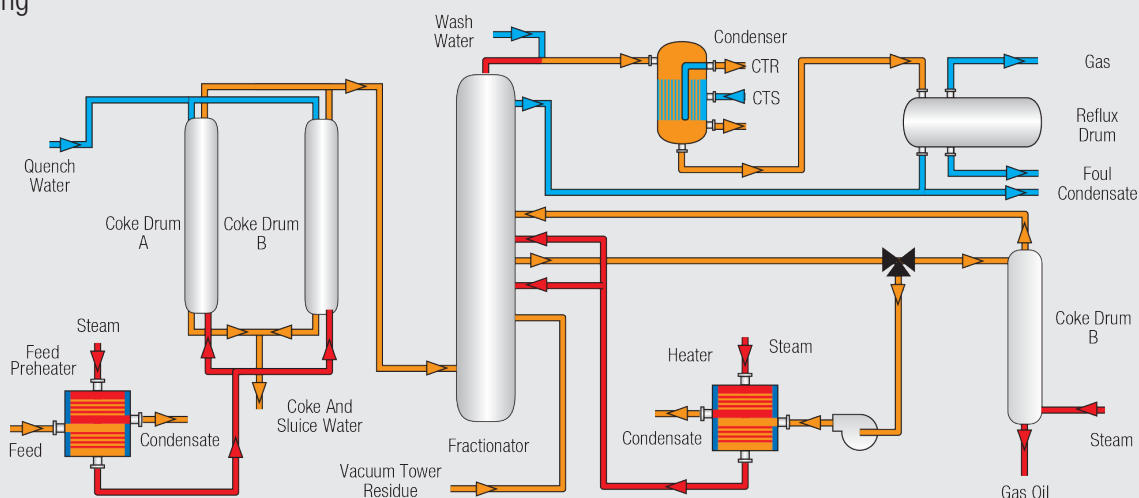 ng
Wash
Water
Condenser
CTR
CTS
Gas
Reflux
Drum
Foul
Condensate
Quench
Water
Coke Drum
A
Coke Drum
B
Steam
Feed
Preheater
Feed
Condensate
Coke And
Sluice Water
Fractionator
Vacuum Tower
Residue
Heater
Steam
Condensate
Coke Drum
B
Steam
Gas Oil